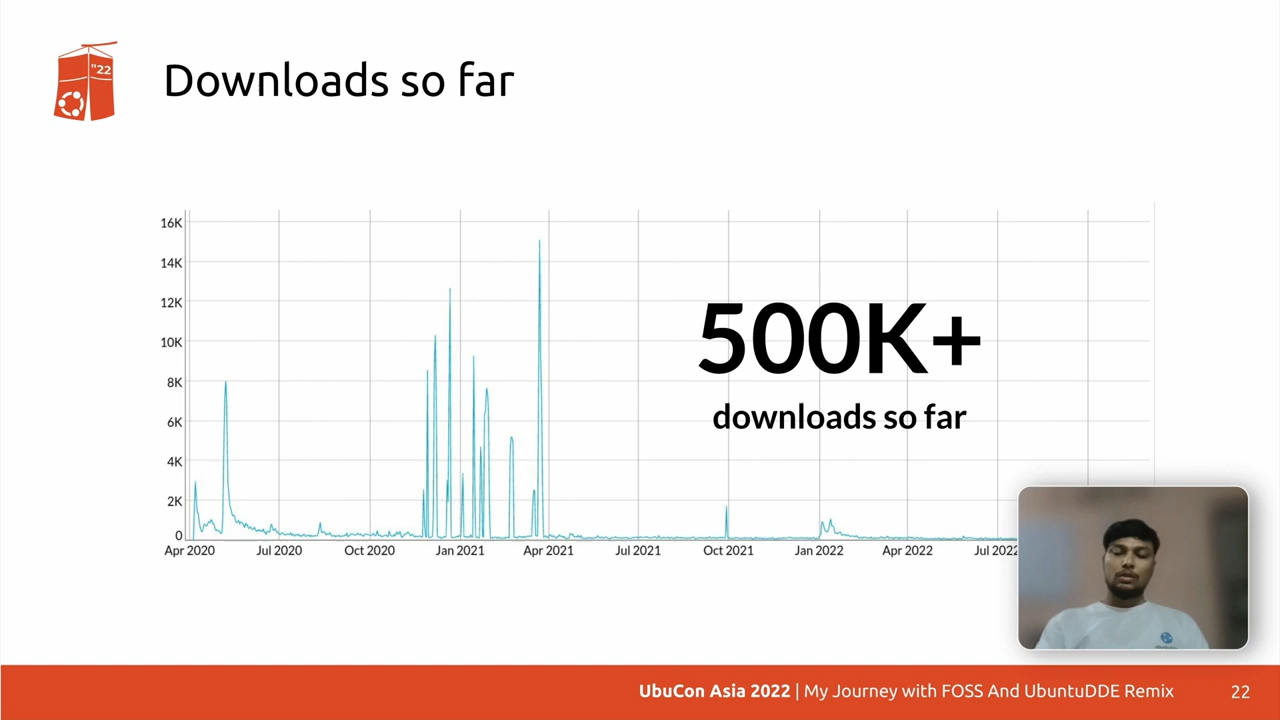 "22
Downloads so far
16K
14K
12K
10K
8K
6K
4K
2K
0
Apr 2020 Jul 2020 Oct 2020 Jan 2021 Apr 2021 Jul 2021 Oct 2021 Jan 2022 Apr 2022 Jul 2022
500K+
downloads so far
UbuCon Asia 2022 | My Journey with FOSS And UbuntuDDE Remix 22